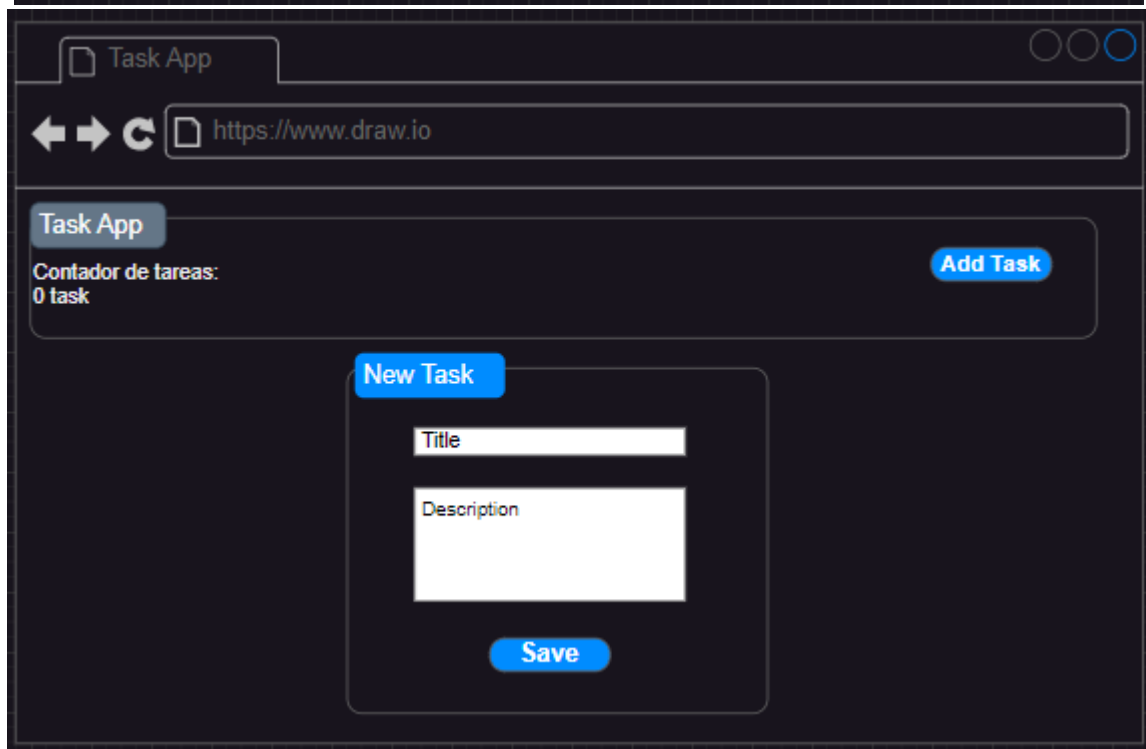 Task App
https://www.draw.io
Task App
Contador de tareas:
0 task
Add Task
New Task
Title
Description
Save